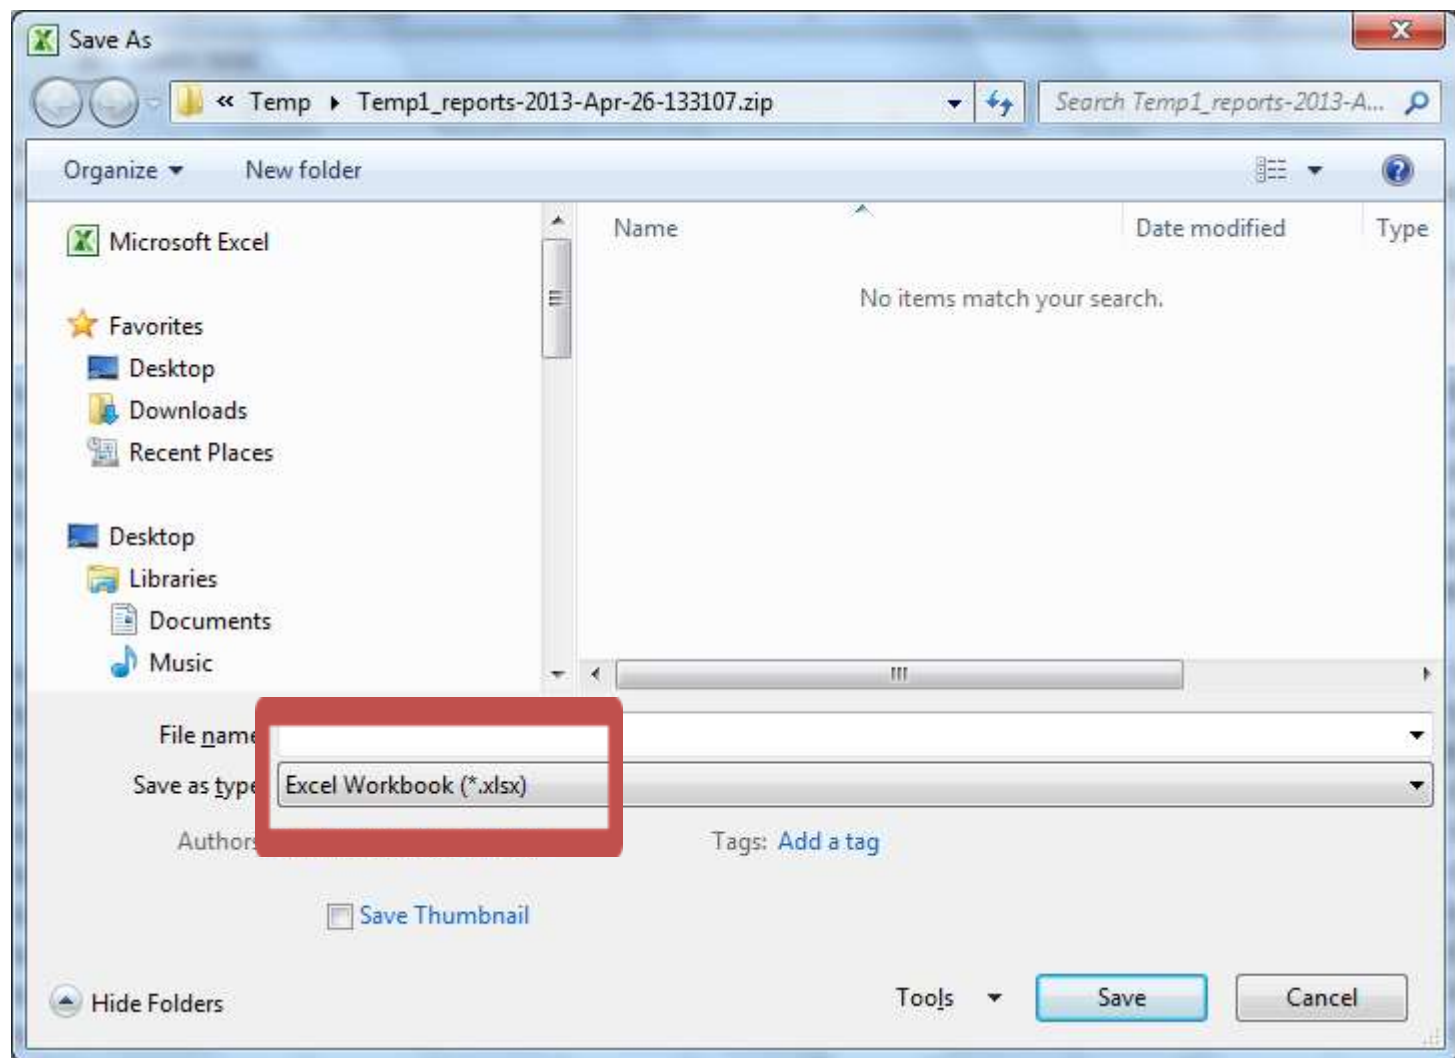 Save As
« Temp ▸ Temp1_reports-2013-Apr-26-133107.zip
Search Temp1_reports-2013-A...
Organize New folder
Microsoft Excel
Name Date modified Type
No items match your search.
Favorites
Desktop
Downloads
Recent Places
Desktop
Libraries
Documents
Music
File name
Save as type Excel Workbook (*.xlsx)
Author Tags: Add a tag
Save Thumbnail
Hide Folders Tools Save Cancel